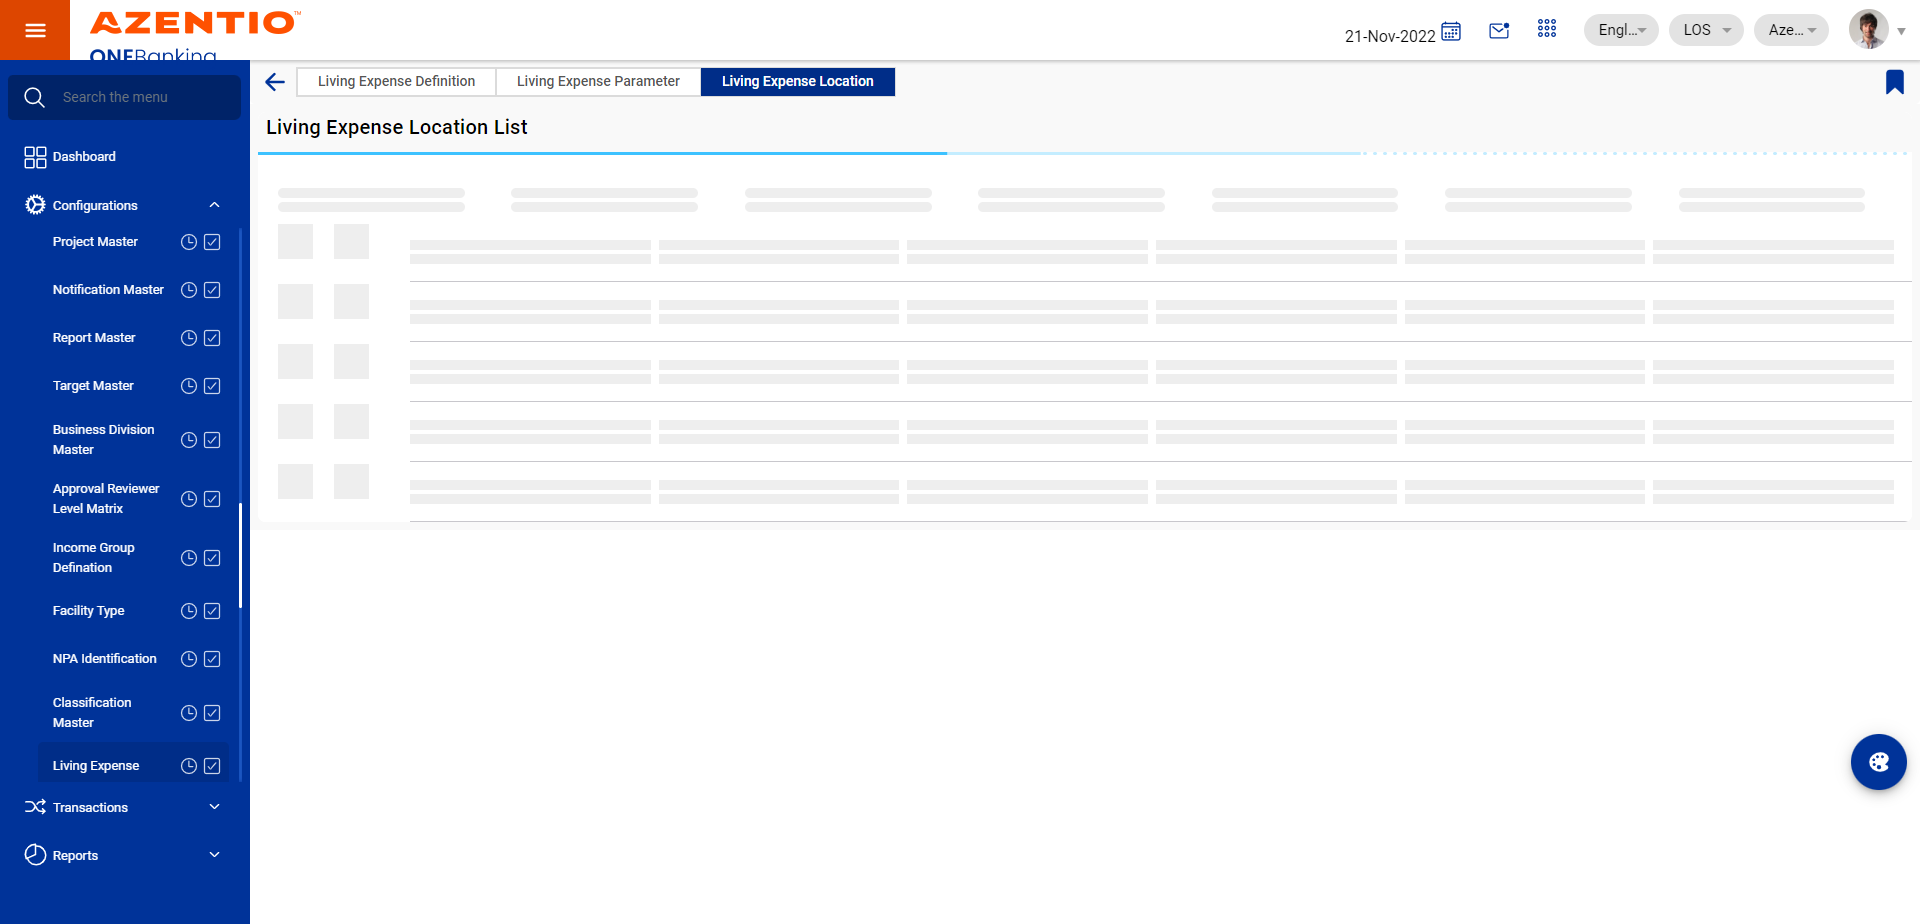 AZENTIO™
ONEBanking
21-Nov-2022
Engl...
LOS
Aze...
Search the menu
Dashboard
Configurations
Project Master
Notification Master
Report Master
Target Master
Business Division
Master
Approval Reviewer
Level Matrix
Income Group
Defination
Facility Type
NPA Identification
Classification
Master
Living Expense
Transactions
Reports
Living Expense Definition
Living Expense Parameter
Living Expense Location
Living Expense Location List